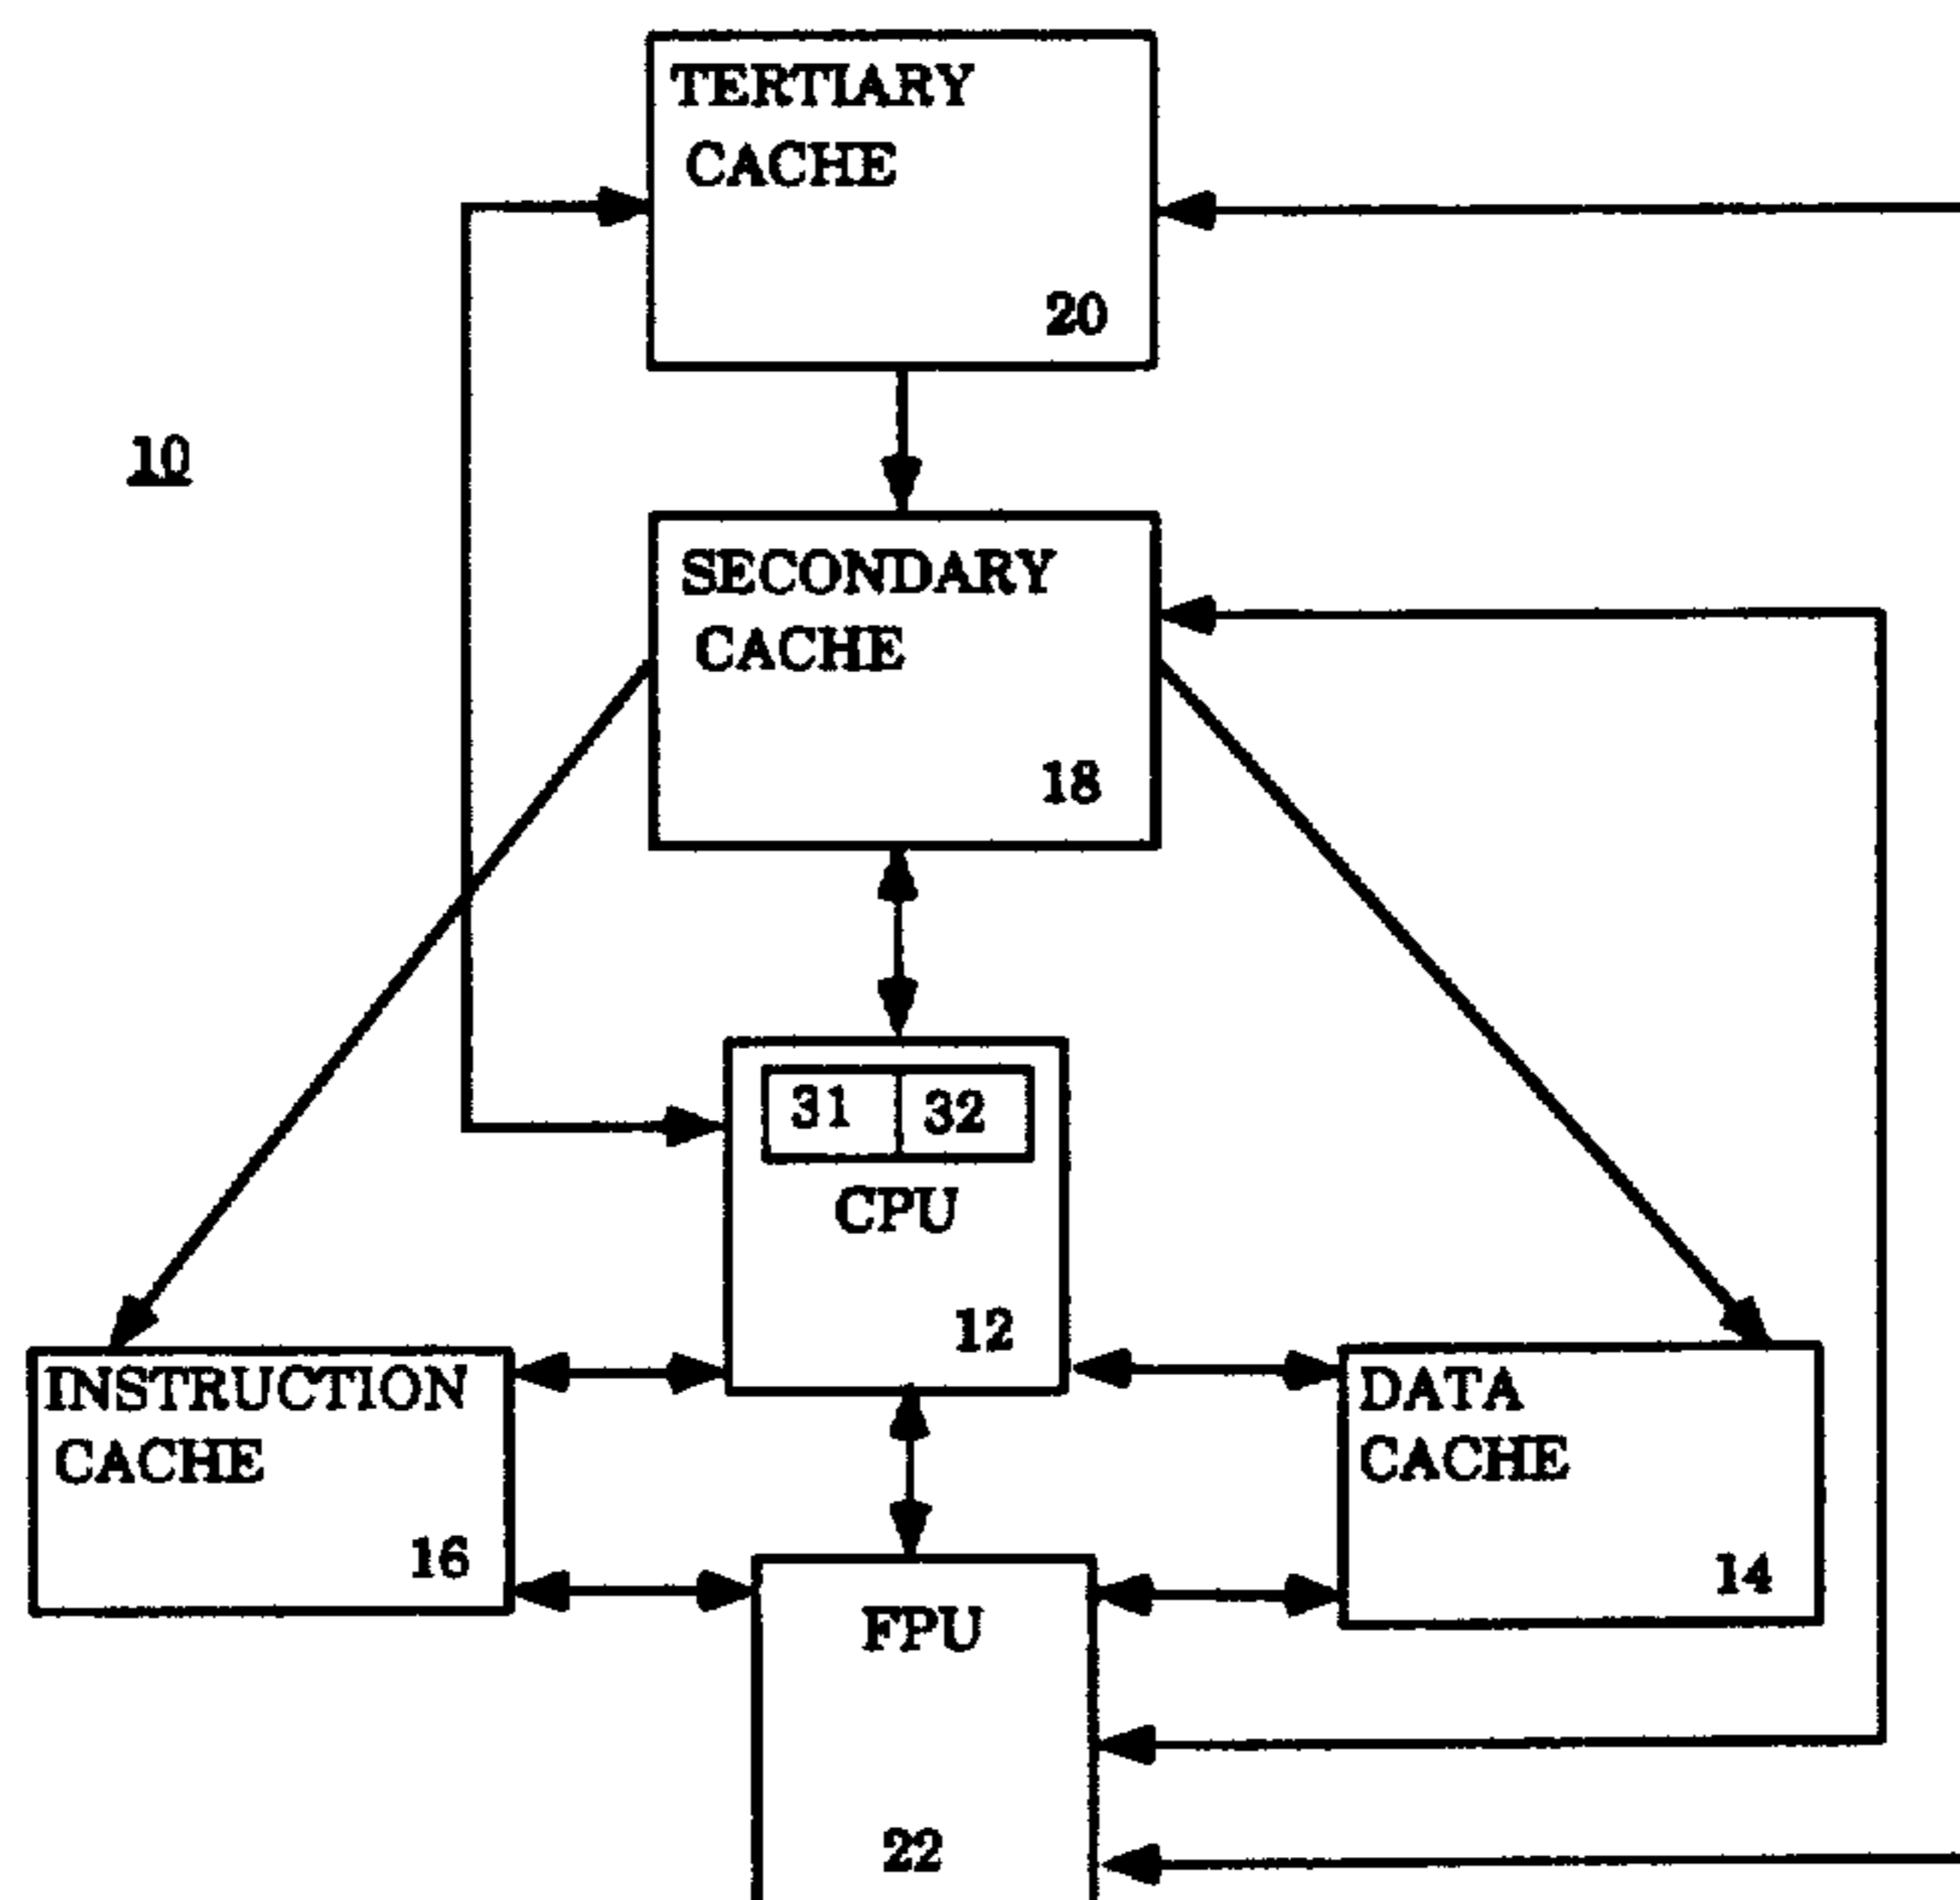 TERTIARY
CACHE
20
10
SECONDARY
CACHE
18
31 32
CPU
12
INSTRUCTION
CACHE
16
DATA
CACHE
14
FPU
22